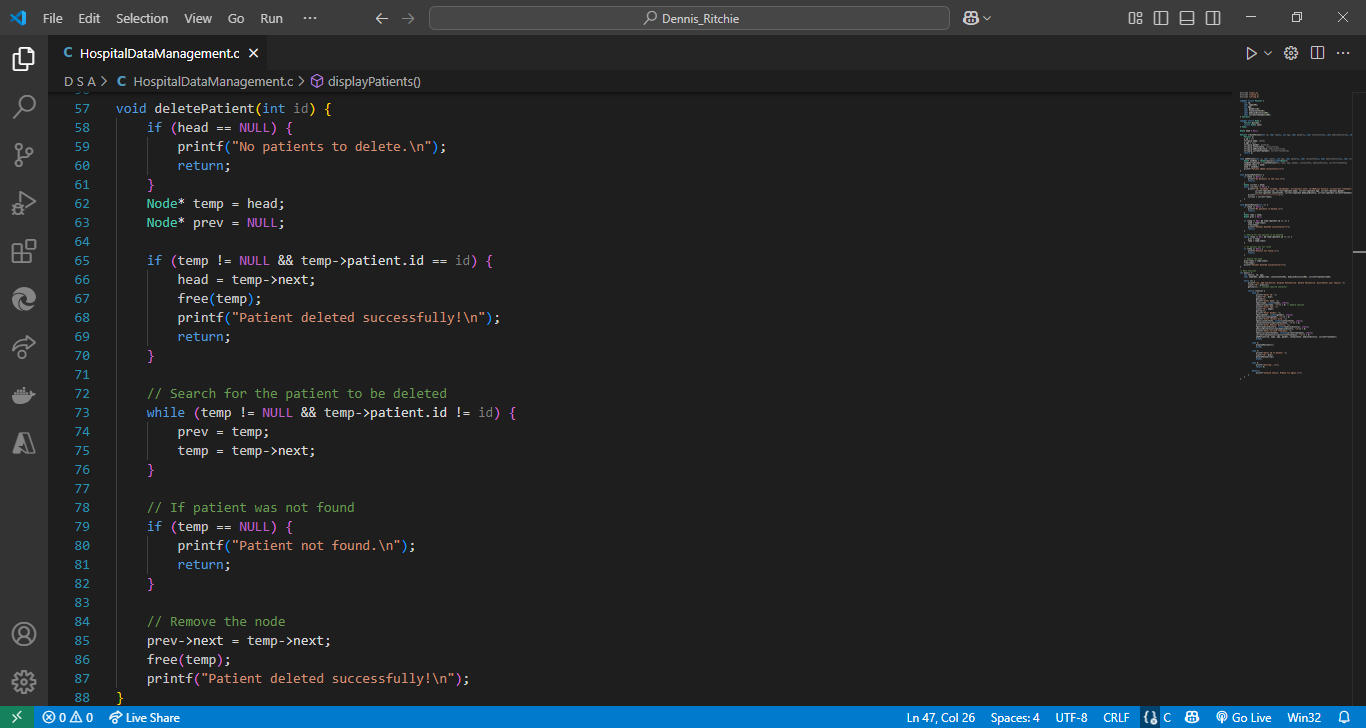 File Edit Selection View Go Run ··· Dennis_Ritchie
C HospitalDataManagement.c
D S A > C HospitalDataManagement.c > displayPatients()
57 void deletePatient(int id) {
58     if (head == NULL) {
59         printf("No patients to delete.\n");
60         return;
61     }
62     Node* temp = head;
63     Node* prev = NULL;
64
65     if (temp != NULL && temp->patient.id == id) {
66         head = temp->next;
67         free(temp);
68         printf("Patient deleted successfully!\n");
69         return;
70     }
71
72     // Search for the patient to be deleted
73     while (temp != NULL && temp->patient.id != id) {
74         prev = temp;
75         temp = temp->next;
76     }
77
78     // If patient was not found
79     if (temp == NULL) {
80         printf("Patient not found.\n");
81         return;
82     }
83
84     // Remove the node
85     prev->next = temp->next;
86     free(temp);
87     printf("Patient deleted successfully!\n");
88 }
0 0 Live Share Ln 47, Col 26 Spaces: 4 UTF-8 CRLF {} C Go Live Win32